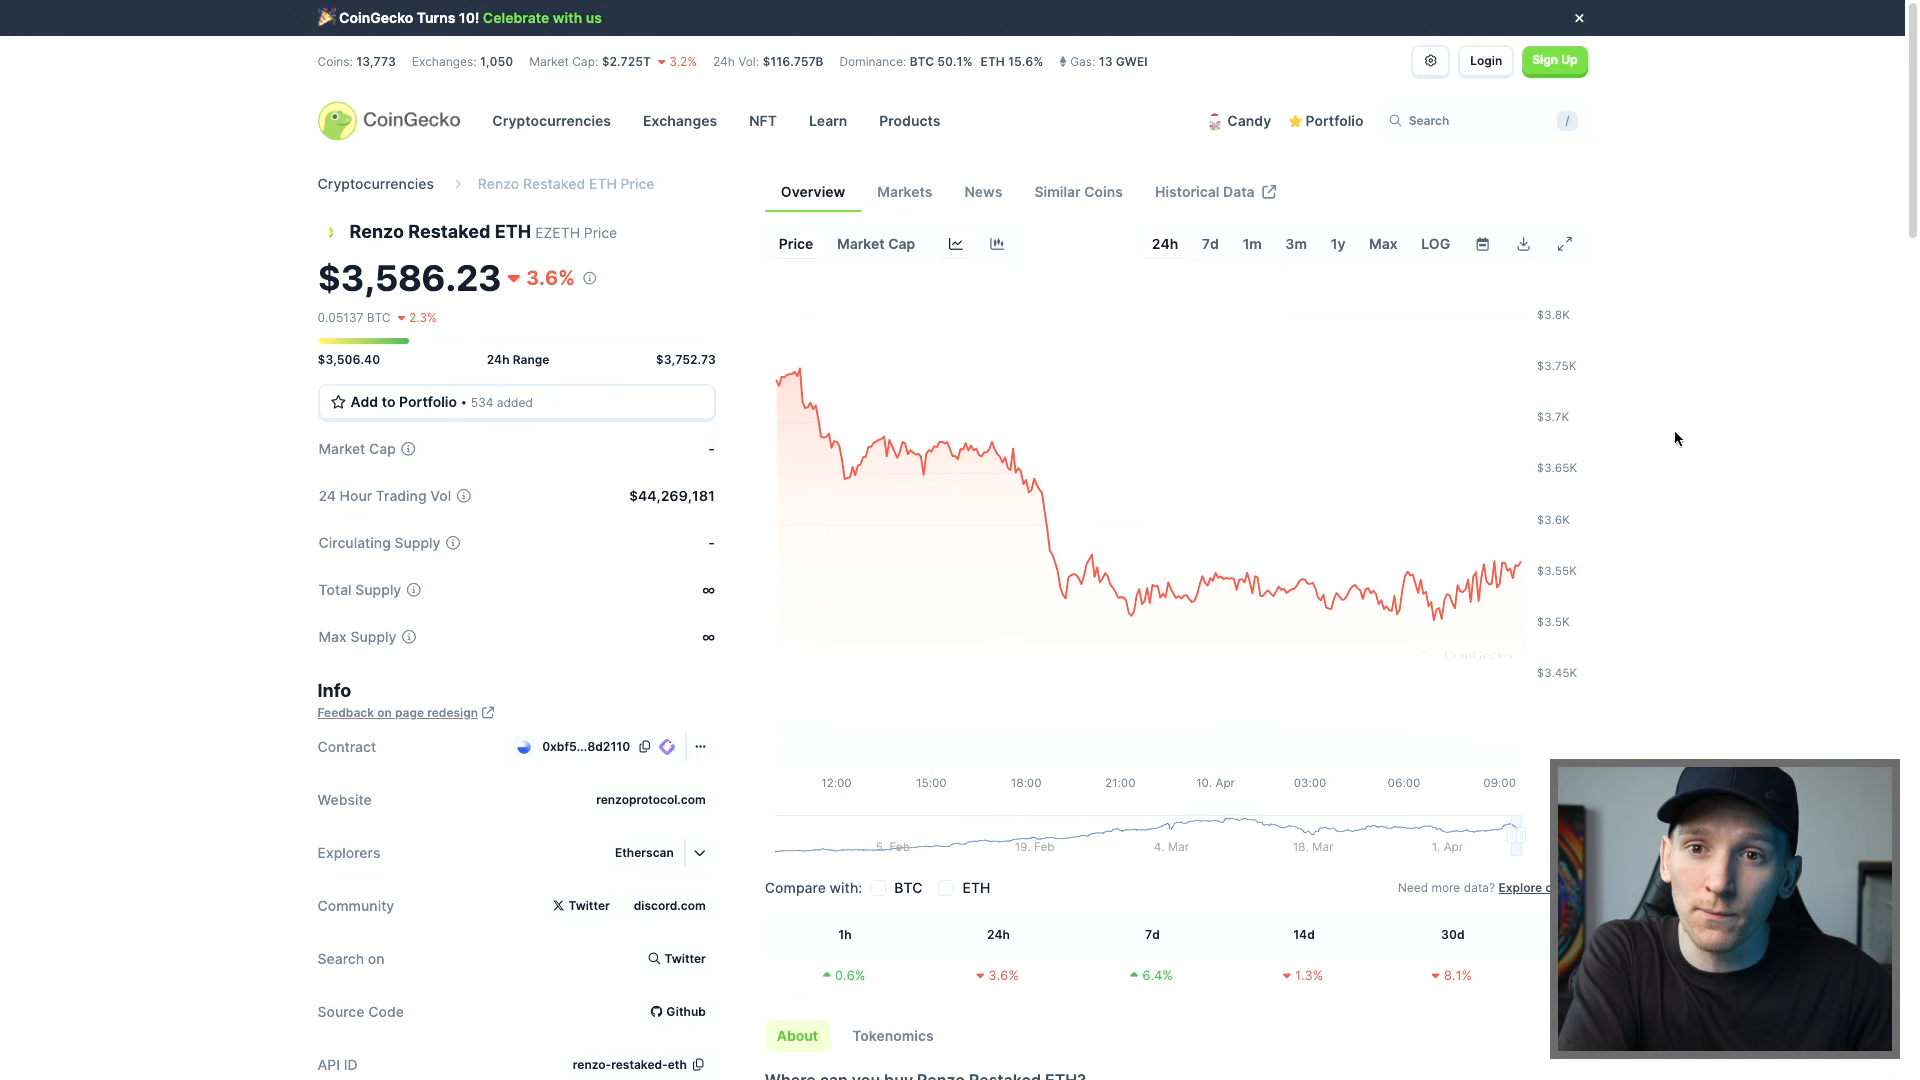 🎉 CoinGecko Turns 10! Celebrate with us
Coins: 13,773 Exchanges: 1,050 Market Cap: $2.725T ▼ 3.2% 24h Vol: $116.757B Dominance: BTC 50.1% ETH 15.6% Gas: 13 GWEI
Login
Sign Up
CoinGecko
Cryptocurrencies Exchanges NFT Learn Products
Candy Portfolio Search /
Cryptocurrencies > Renzo Restaked ETH Price
Renzo Restaked ETH EZETH Price
$3,586.23 ▼ 3.6%
0.05137 BTC ▼ 2.3%
$3,506.40 24h Range $3,752.73
Add to Portfolio • 534 added
Market Cap -
24 Hour Trading Vol $44,269,181
Circulating Supply -
Total Supply ∞
Max Supply ∞
Info
Feedback on page redesign
Contract 0xbf5...8d2110 ···
Website renzoprotocol.com
Explorers Etherscan
Community X Twitter discord.com
Search on Twitter
Source Code Github
API ID renzo-restaked-eth
Overview Markets News Similar Coins Historical Data
Price Market Cap
24h 7d 1m 3m 1y Max LOG
$3.8K
$3.75K
$3.7K
$3.65K
$3.6K
$3.55K
$3.5K
CoinGecko
$3.45K
12:00 15:00 18:00 21:00 10. Apr 03:00 06:00 09:00
5. Feb 19. Feb 4. Mar 18. Mar 1. Apr
Compare with: BTC ETH
Need more data? Explore
1h 24h 7d 14d 30d
▲ 0.6% ▼ 3.6% ▲ 6.4% ▼ 1.3% ▼ 8.1%
About Tokenomics
Where can you buy Renzo Restaked ETH?